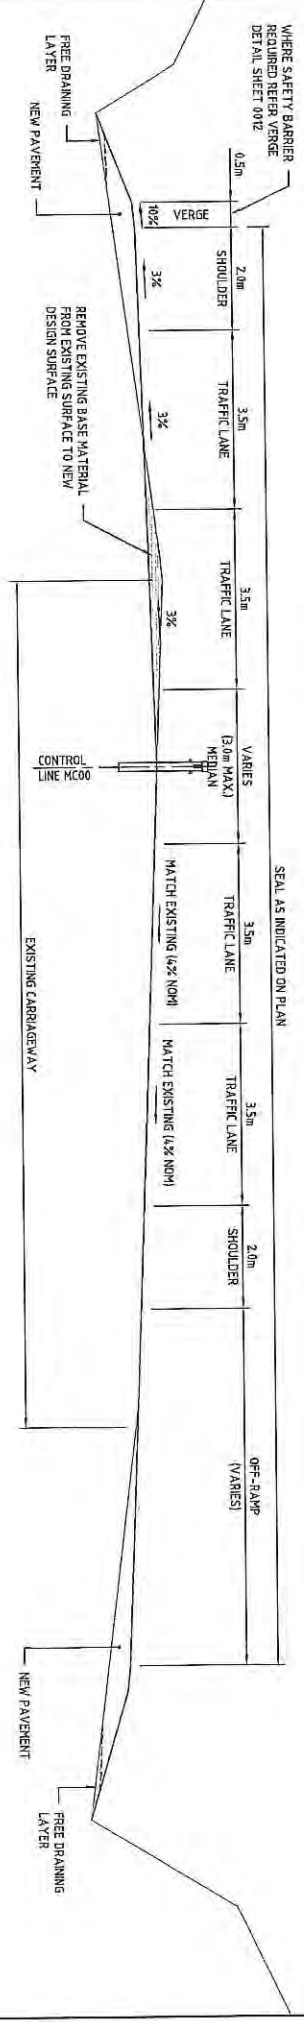 WHERE SAFETY BARRIER
REQUIRED REFER VERGE
DETAIL SHEET 0012
SEAL AS INDICATED ON PLAN
0.5m
VERGE
10%
2.0m
SHOULDER
3%
3.5m
TRAFFIC LANE
3%
3.5m
TRAFFIC LANE
3%
VARIES
(3.0m MAX.)
MEDIAN
3.5m
TRAFFIC LANE
MATCH EXISTING (4% NOM)
3.5m
TRAFFIC LANE
MATCH EXISTING (4% NOM)
2.0m
SHOULDER
OFF-RAMP
(VARIES)
FREE DRAINING
LAYER
NEW PAVEMENT
REMOVE EXISTING BASE MATERIAL
FROM EXISTING SURFACE TO NEW
DESIGN SURFACE
CONTROL
LINE MC00
EXISTING CARRIAGEWAY
NEW PAVEMENT
FREE DRAINING
LAYER